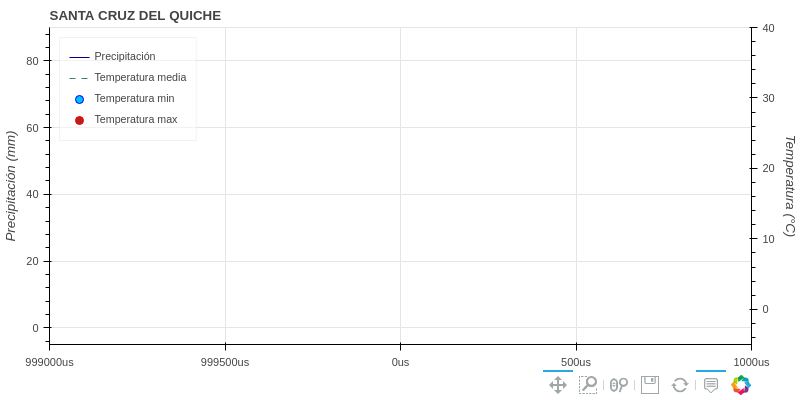 SANTA CRUZ DEL QUICHE
Precipitación
Temperatura media
Temperatura min
Temperatura max
Precipitación (mm)
80
60
40
20
0
Temperatura (°C)
40
30
20
10
0
999000us
999500us
0us
500us
1000us